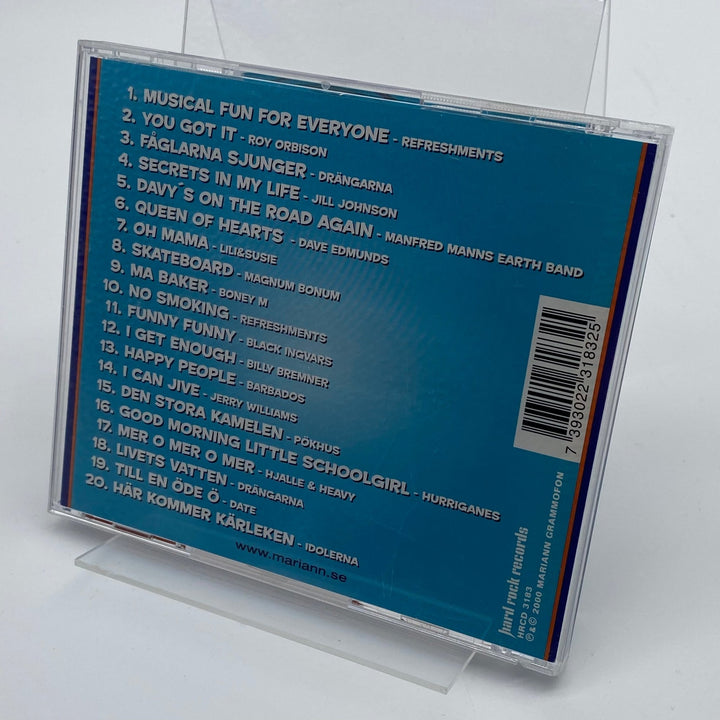 1. MUSICAL FUN FOR EVERYONE - REFRESHMENTS
2. YOU GOT IT - ROY ORBISON
3. FÅGLARNA SJUNGER - DRÄNGARNA
4. SECRETS IN MY LIFE - JILL JOHNSON
5. DAVY´S ON THE ROAD AGAIN - MANFRED MANNS EARTH BAND
6. QUEEN OF HEARTS - DAVE EDMUNDS
7. OH MAMA - LILI&SUSIE
8. SKATEBOARD - MAGNUM BONUM
9. MA BAKER - BONEY M
10. NO SMOKING - REFRESHMENTS
11. FUNNY FUNNY - BLACK INGVARS
12. I GET ENOUGH - BILLY BREMNER
13. HAPPY PEOPLE - BARBADOS
14. I CAN JIVE - JERRY WILLIAMS
15. DEN STORA KAMELEN - PÖKHUS
16. GOOD MORNING LITTLE SCHOOLGIRL - HURRIGANES
17. MER O MER O MER - HJALLE & HEAVY
18. LIVETS VATTEN - DRÄNGARNA
19. TILL EN ÖDE Ö - DATE
20. HÄR KOMMER KÄRLEKEN - IDOLERNA
www.mariann.se
7 393022 318325
hard rock records
HRCD 3183
℗ & © 2000 MARIANN GRAMMOFON